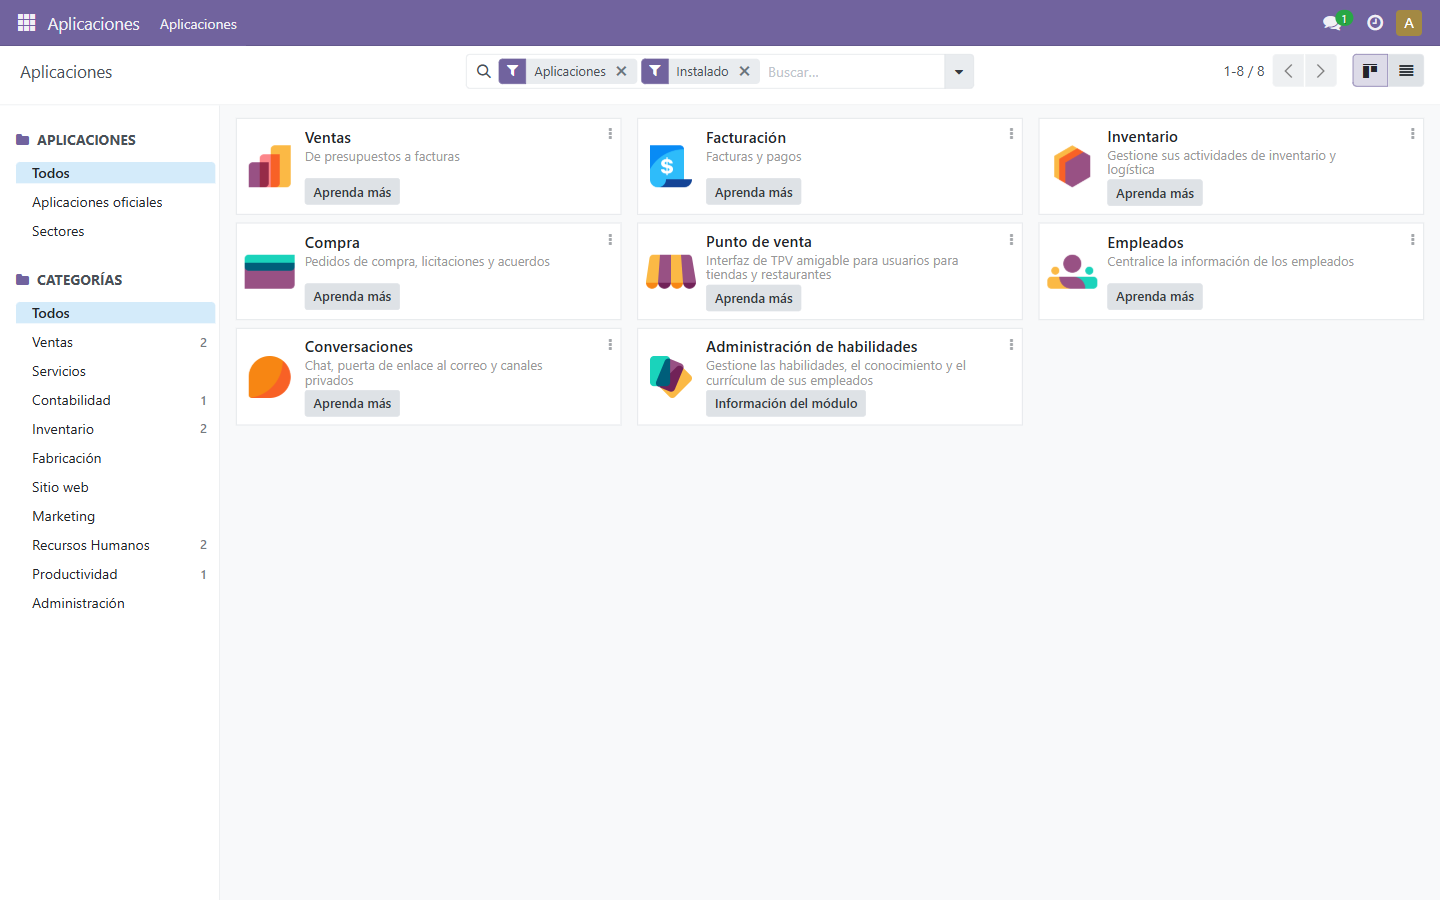 Aplicaciones
Aplicaciones
1
A
Aplicaciones
Aplicaciones
Instalado
Buscar...
1-8 / 8
APLICACIONES
Todos
Aplicaciones oficiales
Sectores
CATEGORÍAS
Todos
Ventas 2
Servicios
Contabilidad 1
Inventario 2
Fabricación
Sitio web
Marketing
Recursos Humanos 2
Productividad 1
Administración
Ventas
De presupuestos a facturas
Aprenda más
$
Facturación
Facturas y pagos
Aprenda más
Inventario
Gestione sus actividades de inventario y
logística
Aprenda más
Compra
Pedidos de compra, licitaciones y acuerdos
Aprenda más
Punto de venta
Interfaz de TPV amigable para usuarios para
tiendas y restaurantes
Aprenda más
Empleados
Centralice la información de los empleados
Aprenda más
Conversaciones
Chat, puerta de enlace al correo y canales
privados
Aprenda más
Administración de habilidades
Gestione las habilidades, el conocimiento y el
currículum de sus empleados
Información del módulo